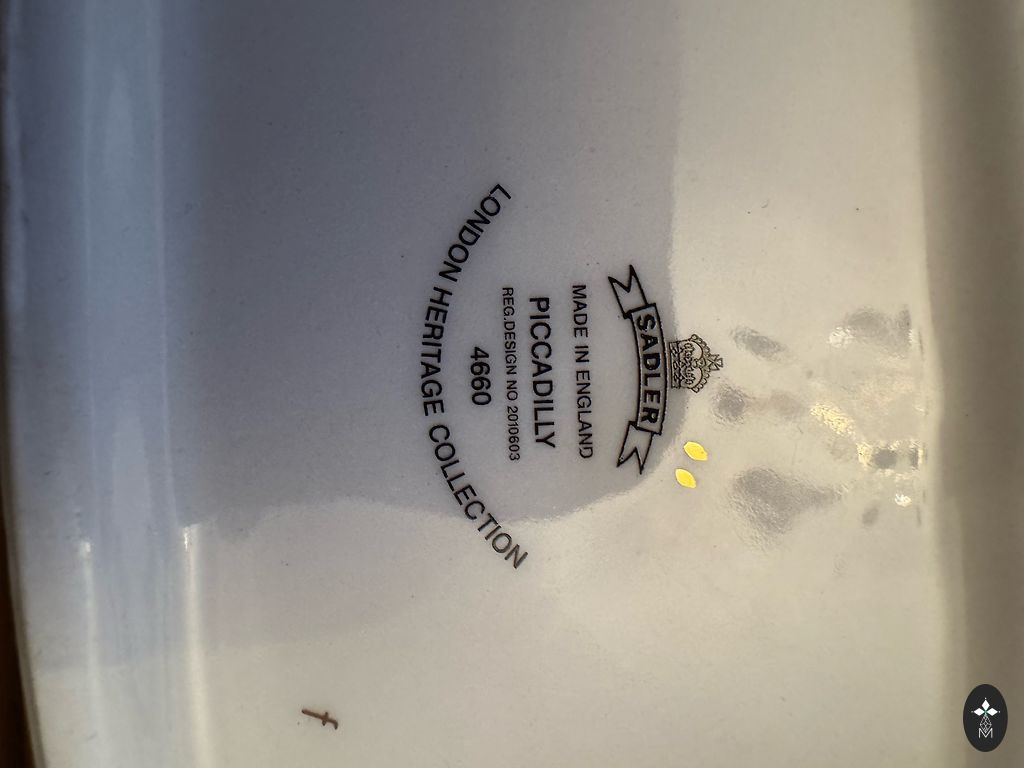 SADLER
MADE IN ENGLAND
PICCADILLY
REG.DESIGN NO 2010603
4660
LONDON HERITAGE COLLECTION
f
M